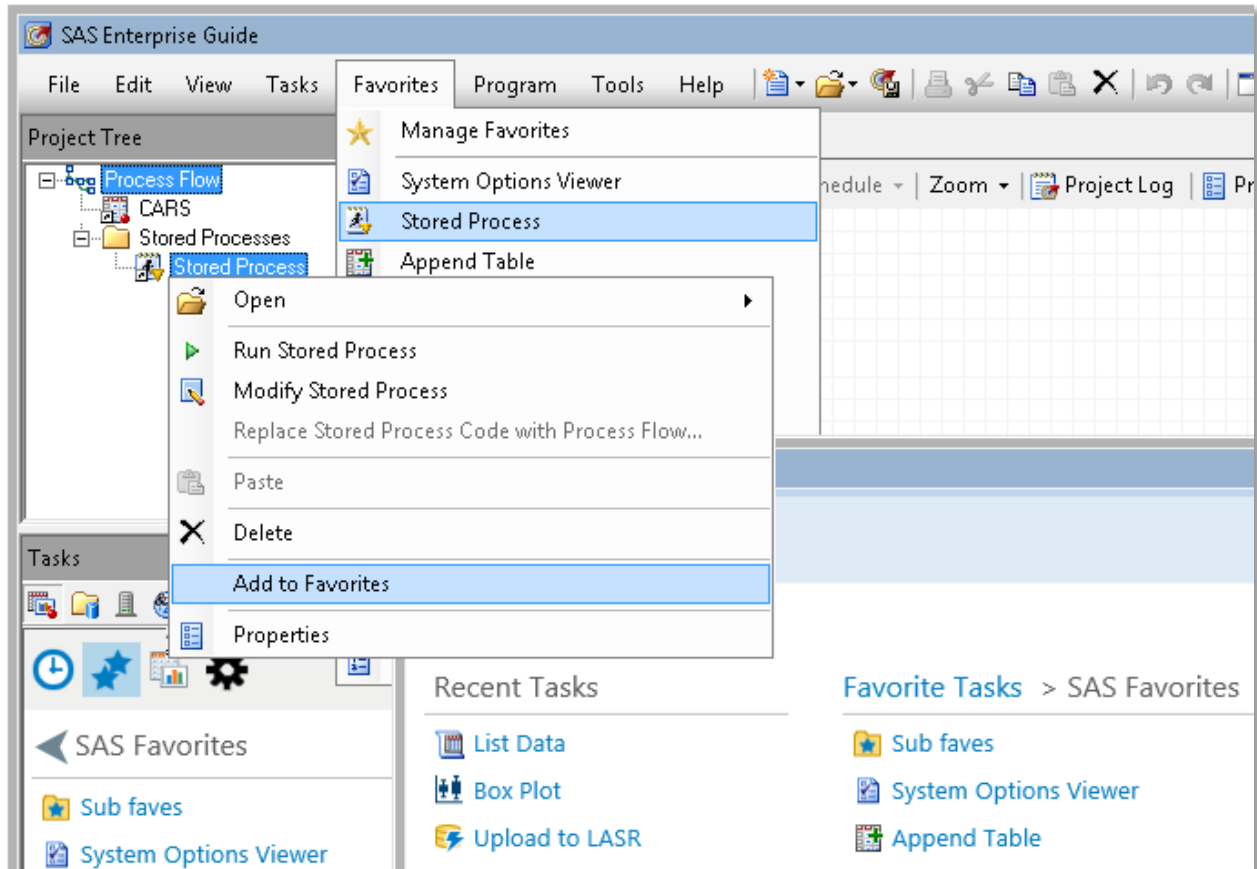 SAS Enterprise Guide
File Edit View Tasks Favorites Program Tools Help
Project Tree
Process Flow
CARS
Stored Processes
Stored Process
Manage Favorites
System Options Viewer
Stored Process
Append Table
Zoom Project Log
Open
Run Stored Process
Modify Stored Process
Replace Stored Process Code with Process Flow...
Paste
Delete
Add to Favorites
Properties
Tasks
SAS Favorites
Sub faves
System Options Viewer
Recent Tasks
List Data
Box Plot
Upload to LASR
Favorite Tasks > SAS Favorites
Sub faves
System Options Viewer
Append Table